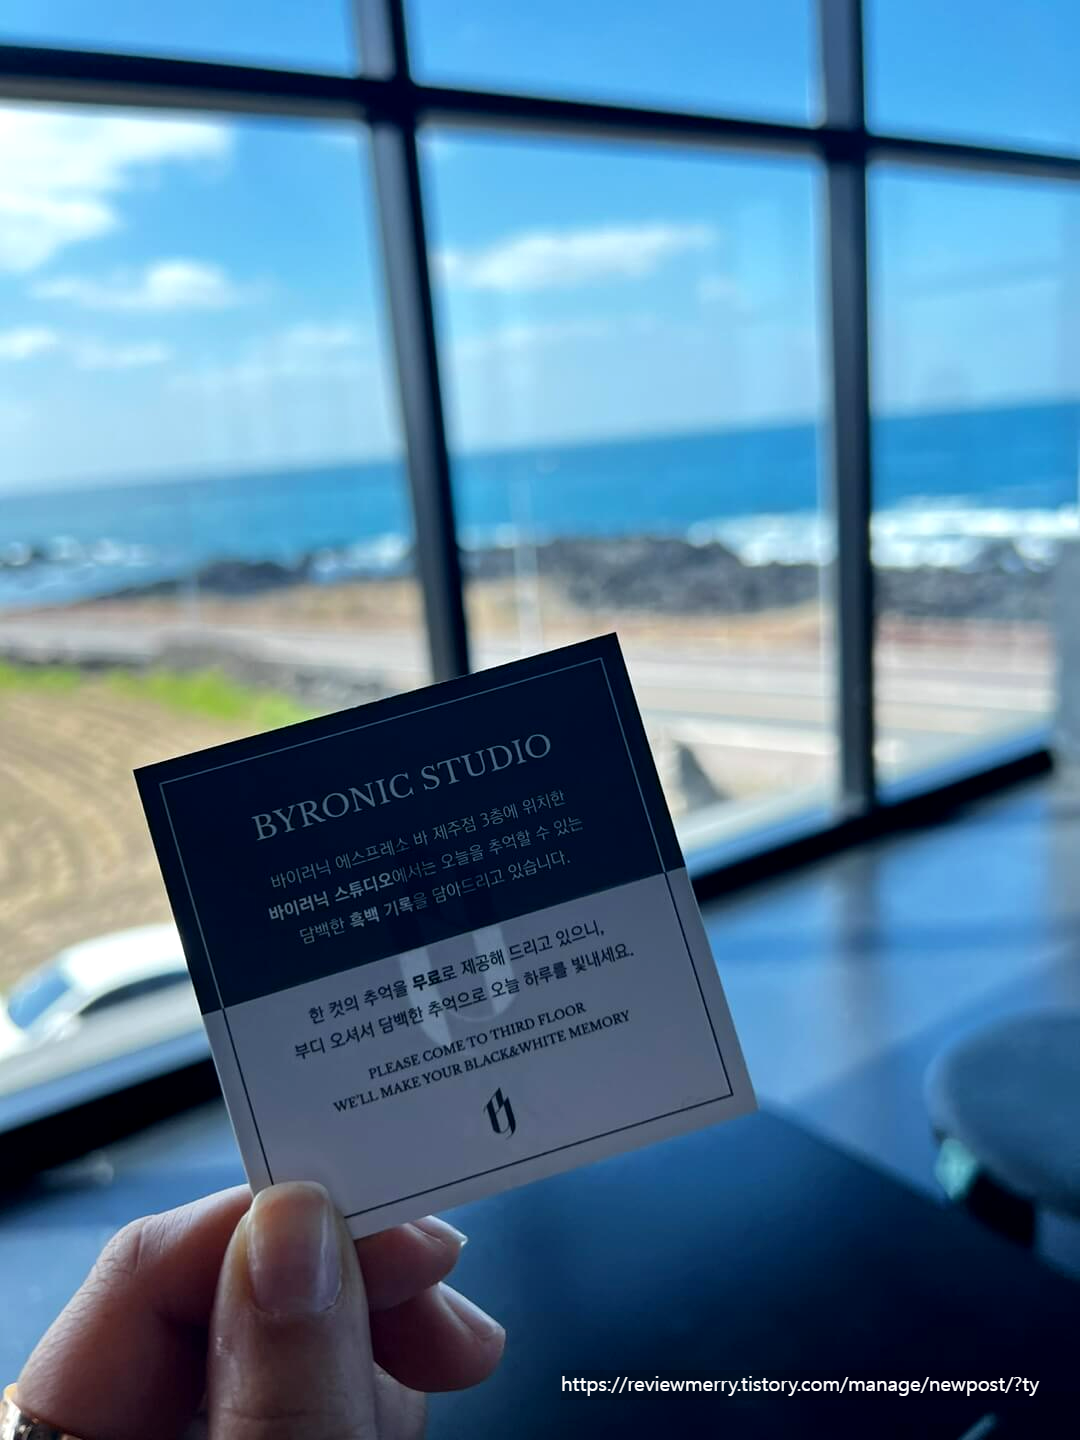 BYRONIC STUDIO
바이러닉 에스프레소 바 제주점 3층에 위치한
바이러닉 스튜디오에서는 오늘을 추억할 수 있는
담백한 흑백 기록을 담아드리고 있습니다.
한 컷의 추억을 무료로 제공해 드리고 있으니,
부디 오셔서 담백한 추억으로 오늘 하루를 빛내세요.
PLEASE COME TO THIRD FLOOR
WE'LL MAKE YOUR BLACK&WHITE MEMORY
https://reviewmerry.tistory.com/manage/newpost/?ty